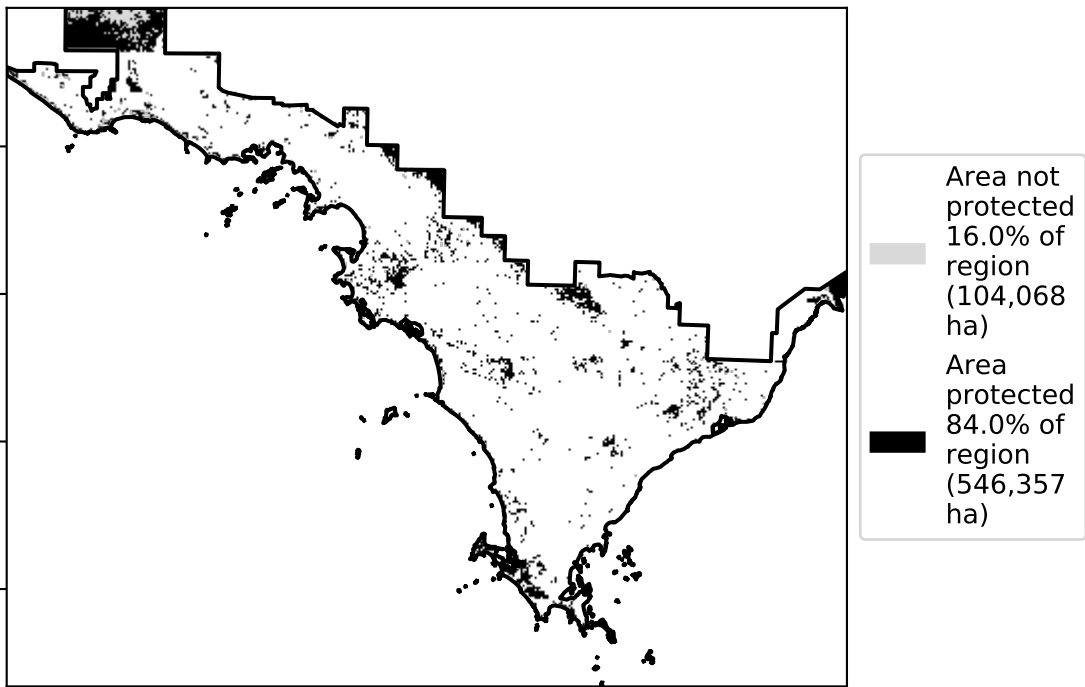 Area not
protected
16.0% of
region
(104,068
ha)
Area
protected
84.0% of
region
(546,357
ha)